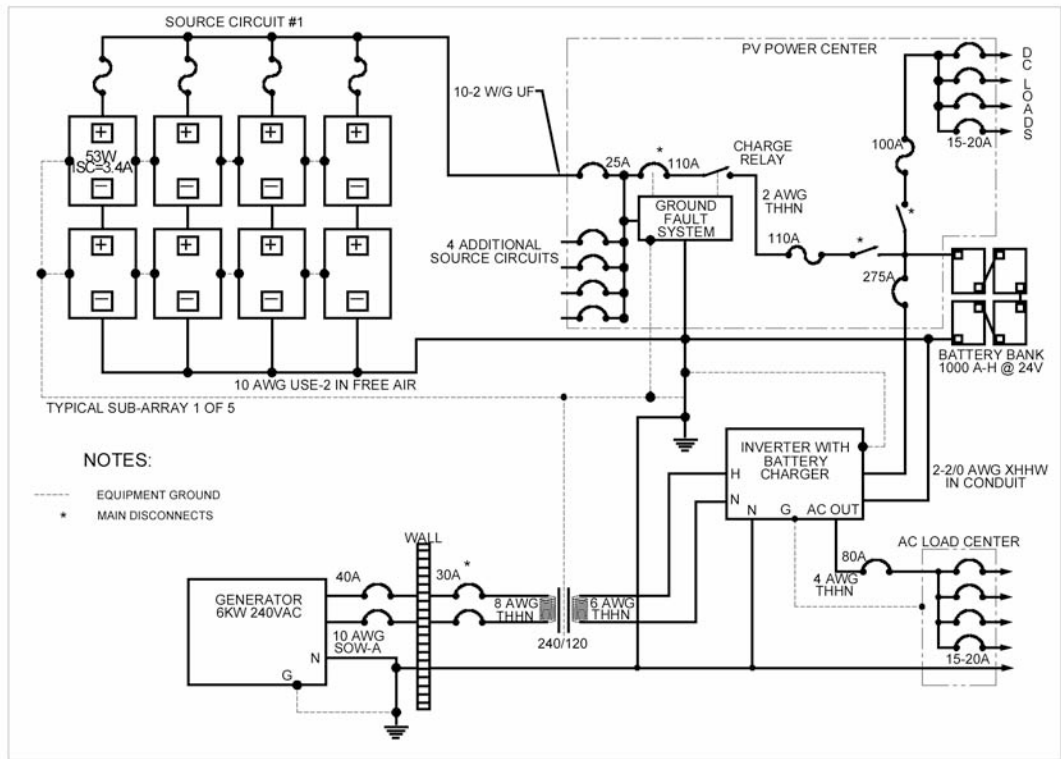 SOURCE CIRCUIT #1
PV POWER CENTER
DC LOADS
10-2 W/G UF
+
+
+
+
53W
ISC=3.4A
−
−
−
−
+
+
+
+
−
−
−
−
25A
*
110A
CHARGE
RELAY
100A
15-20A
2 AWG
THHN
*
GROUND
FAULT
SYSTEM
4 ADDITIONAL
SOURCE CIRCUITS
110A
*
275A
BATTERY BANK
1000 A-H @ 24V
10 AWG USE-2 IN FREE AIR
TYPICAL SUB-ARRAY 1 OF 5
NOTES:
EQUIPMENT GROUND
* MAIN DISCONNECTS
INVERTER WITH
BATTERY
CHARGER
H
N
N
G
AC OUT
2-2/0 AWG XHHW
IN CONDUIT
WALL
AC LOAD CENTER
80A
4 AWG
THHN
15-20A
GENERATOR
6KW 240VAC
N
G
40A
10 AWG
SOW-A
30A
*
8 AWG
THHN
6 AWG
THHN
240/120